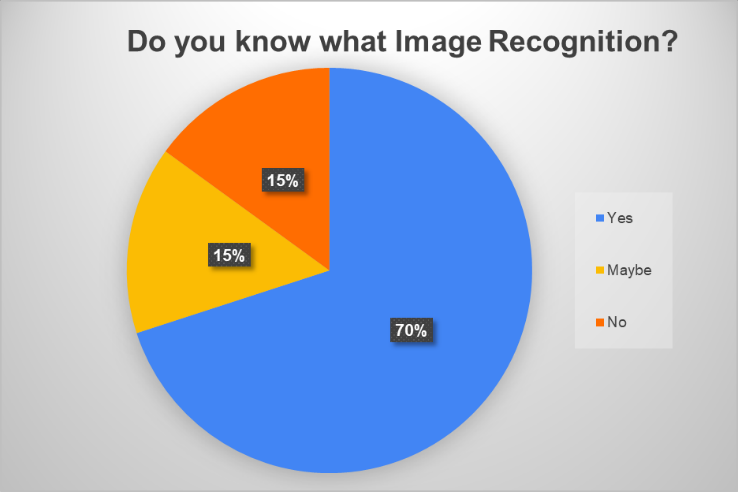 Do you know what Image Recognition?
15%
15%
70%
Yes
Maybe
No